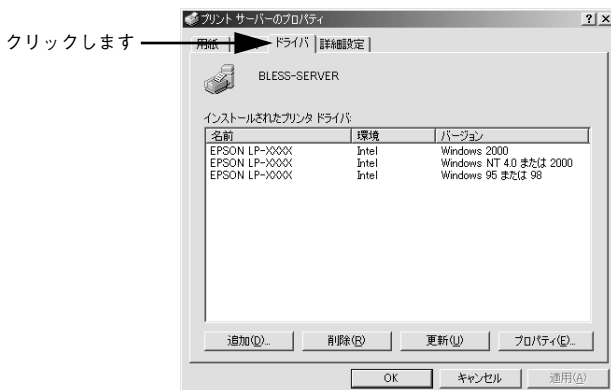 プリント サーバーのプロパティ
? ×
クリックします
用紙 ドライバ 詳細設定
BLESS-SERVER
インストールされたプリンタ ドライバ:
名前 環境 バージョン
EPSON LP-XXXX Intel Windows 2000
EPSON LP-XXXX Intel Windows NT 4.0 または 2000
EPSON LP-XXXX Intel Windows 95 または 98
追加(D)... 削除(R) 更新(U) プロパティ(E)...
OK キャンセル 適用(A)